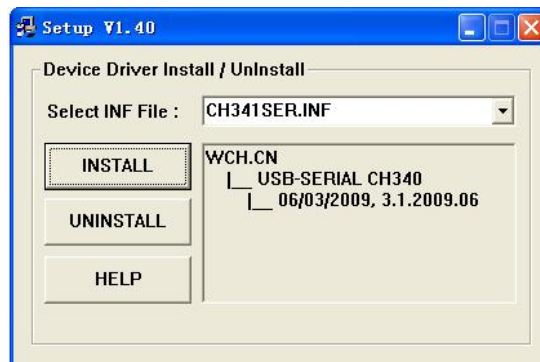 Setup V1.40
Device Driver Install / UnInstall
Select INF File : CH341SER.INF
INSTALL
WCH.CN
|__ USB-SERIAL CH340
|__ 06/03/2009, 3.1.2009.06
UNINSTALL
HELP